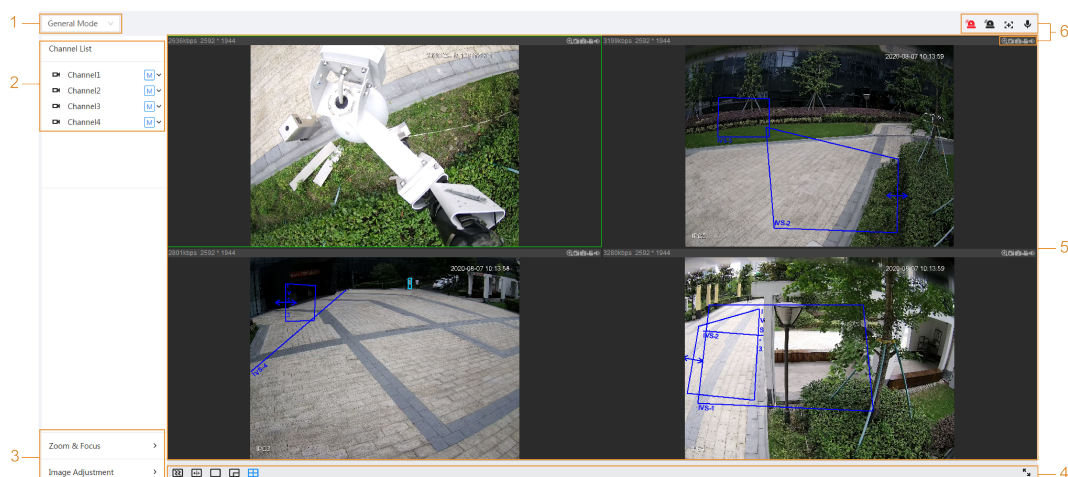 1
General Mode
6
2
Channel List
Channel1 M
Channel2 M
Channel3 M
Channel4 M
2636kbps 2592*1944
3199kbps 2592*1944
2020-08-07 10:13:59
IVS-2
5
2801kbps 2592*1944
3289kbps 2592*1944
2020-08-07 10:13:58
2020-08-07 10:13:59
IVS-4
IPC3
IVS-2
I
V
S
-
3
IVS-1
3
Zoom & Focus
Image Adjustment
4